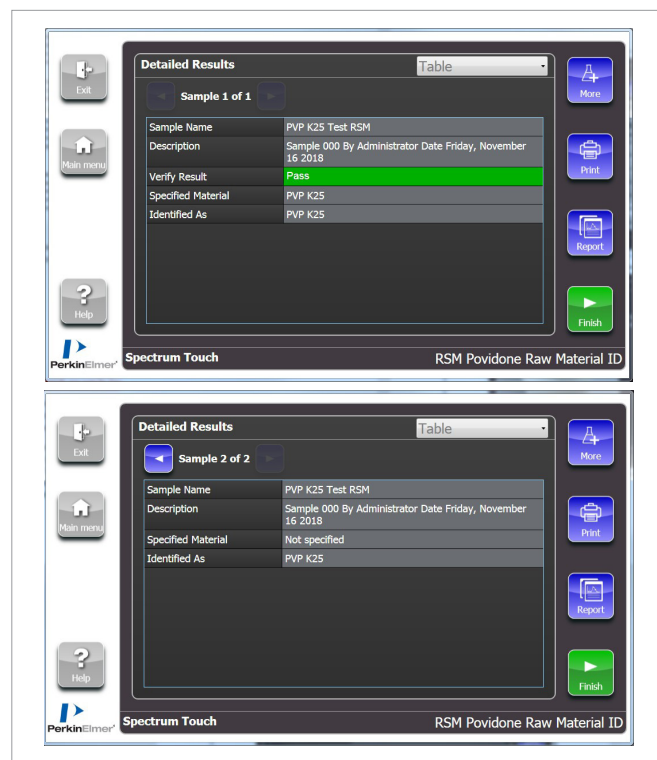 Detailed Results
Table
Exit
Sample 1 of 1
More
Sample Name PVP K25 Test RSM
Description Sample 000 By Administrator Date Friday, November
16 2018
Main menu
Print
Verify Result Pass
Specified Material PVP K25
Identified As PVP K25
Report
?
Help
Finish
PerkinElmer
Spectrum Touch RSM Povidone Raw Material ID
Detailed Results
Table
Exit
Sample 2 of 2
More
Sample Name PVP K25 Test RSM
Description Sample 000 By Administrator Date Friday, November
16 2018
Main menu
Print
Specified Material Not specified
Identified As PVP K25
Report
?
Help
Finish
PerkinElmer
Spectrum Touch RSM Povidone Raw Material ID